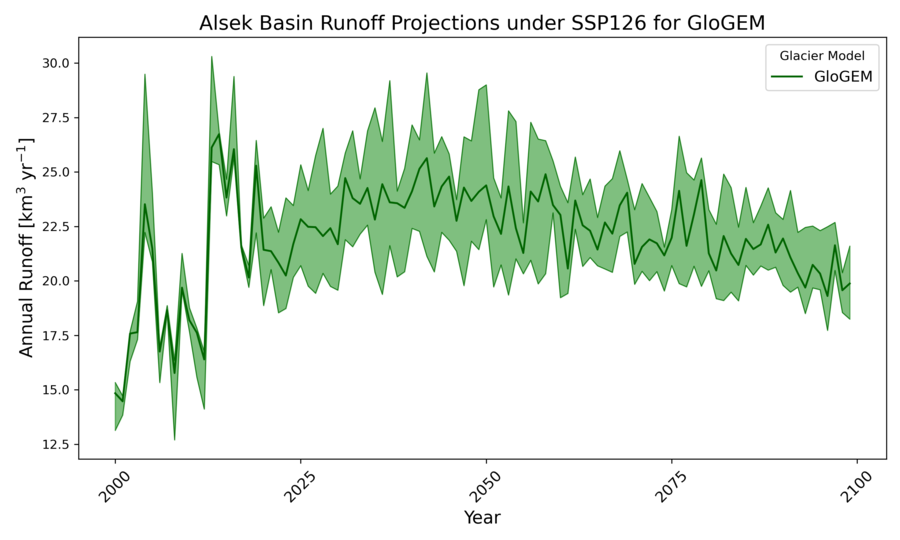 Alsek Basin Runoff Projections under SSP126 for GloGEM
Glacier Model
GloGEM
Annual Runoff [km³ yr⁻¹]
30.0
27.5
25.0
22.5
20.0
17.5
15.0
12.5
2000
2025
2050
2075
2100
Year